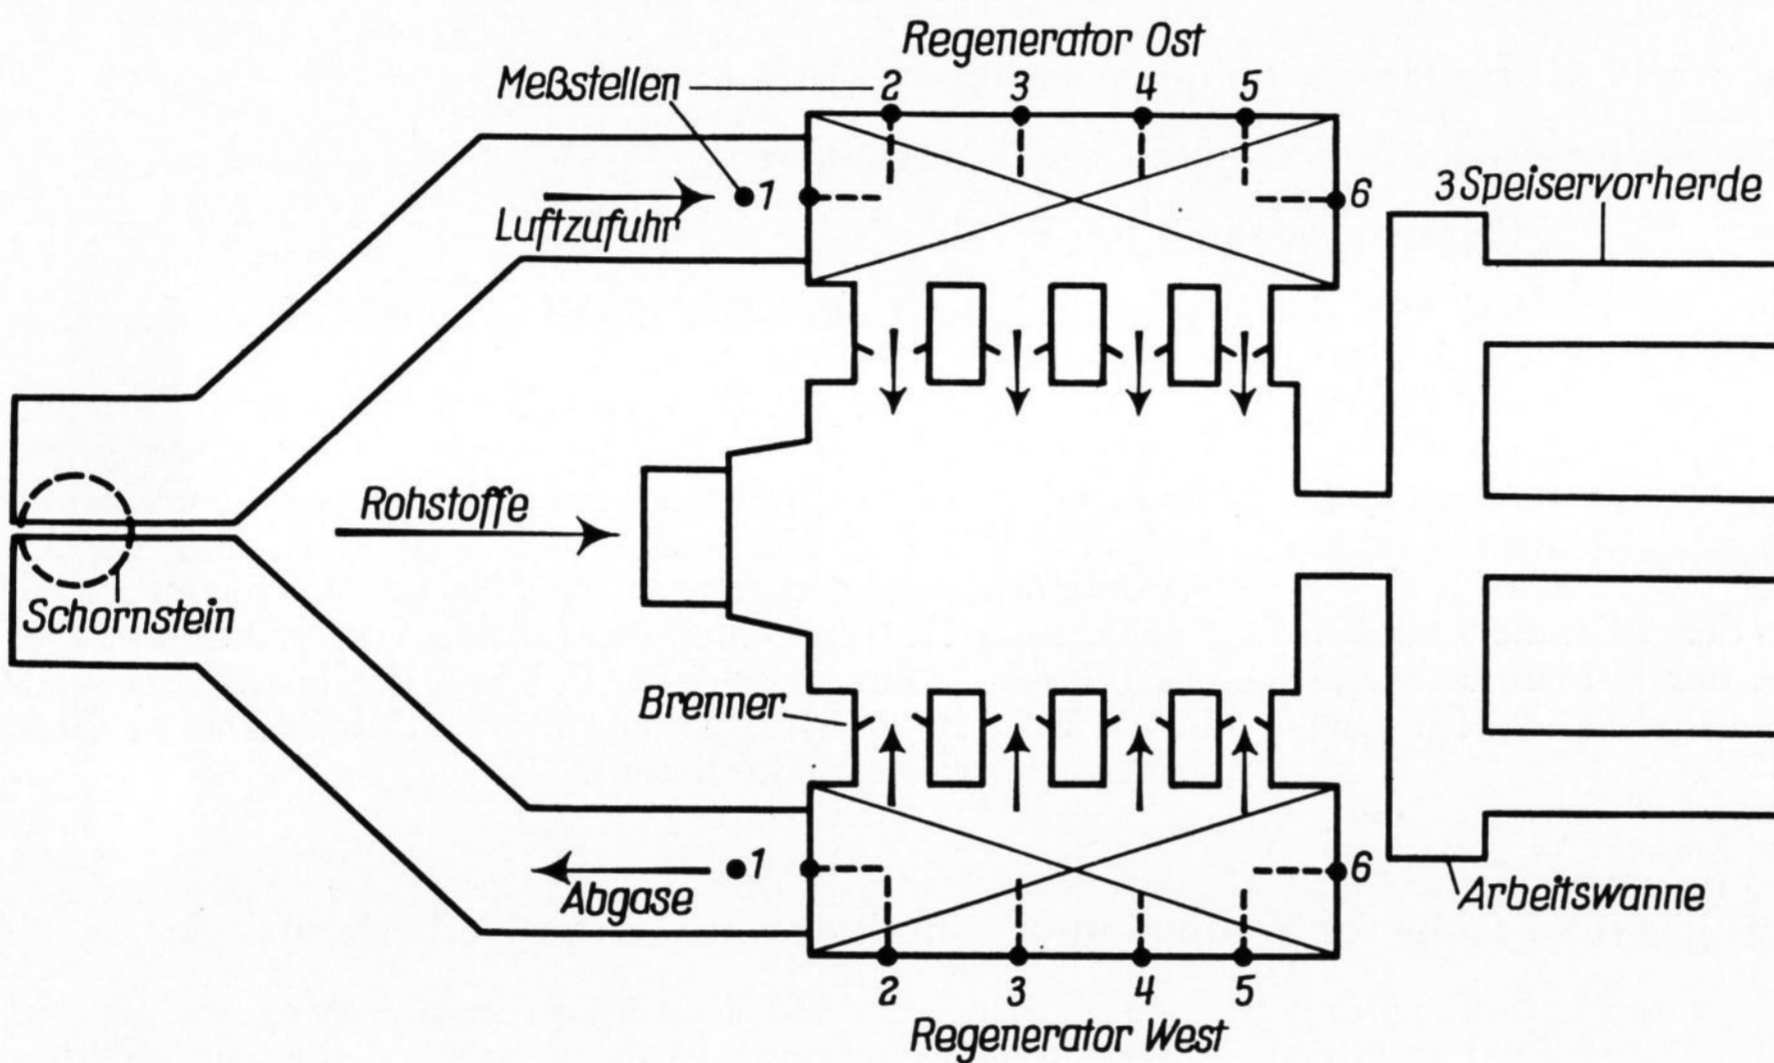 Regenerator Ost
Meßstellen
2 3 4 5
1
6
Luftzufuhr
3 Speiservorherde
Rohstoffe
Schornstein
Brenner
1
6
Abgase
Arbeitswanne
2 3 4 5
Regenerator West